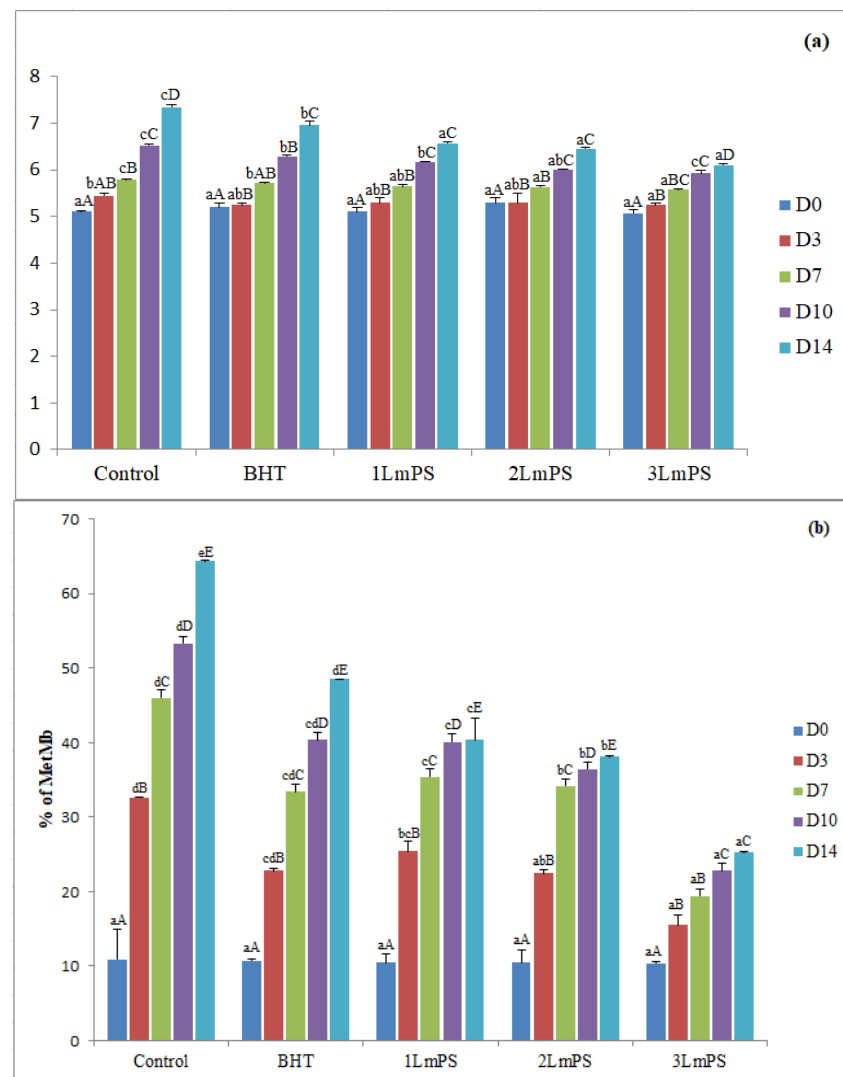 (a)
8
7
6
5
4
3
2
1
0
aA bAB cB cC cD
aA abB bAB bB bC
aA abB abB bC aC
aA abB aB abC aC
aA aB aBC cC aD
Control BHT 1LmPS 2LmPS 3LmPS
D0
D3
D7
D10
D14
(b)
% of MetMb
70
60
50
40
30
20
10
0
aA dB dC dD eE
aA cdB cdC cdD dE
aA bcB cC cD cE
aA abB bC bD bE
aA aB aB aC aC
Control BHT 1LmPS 2LmPS 3LmPS
D0
D3
D7
D10
D14